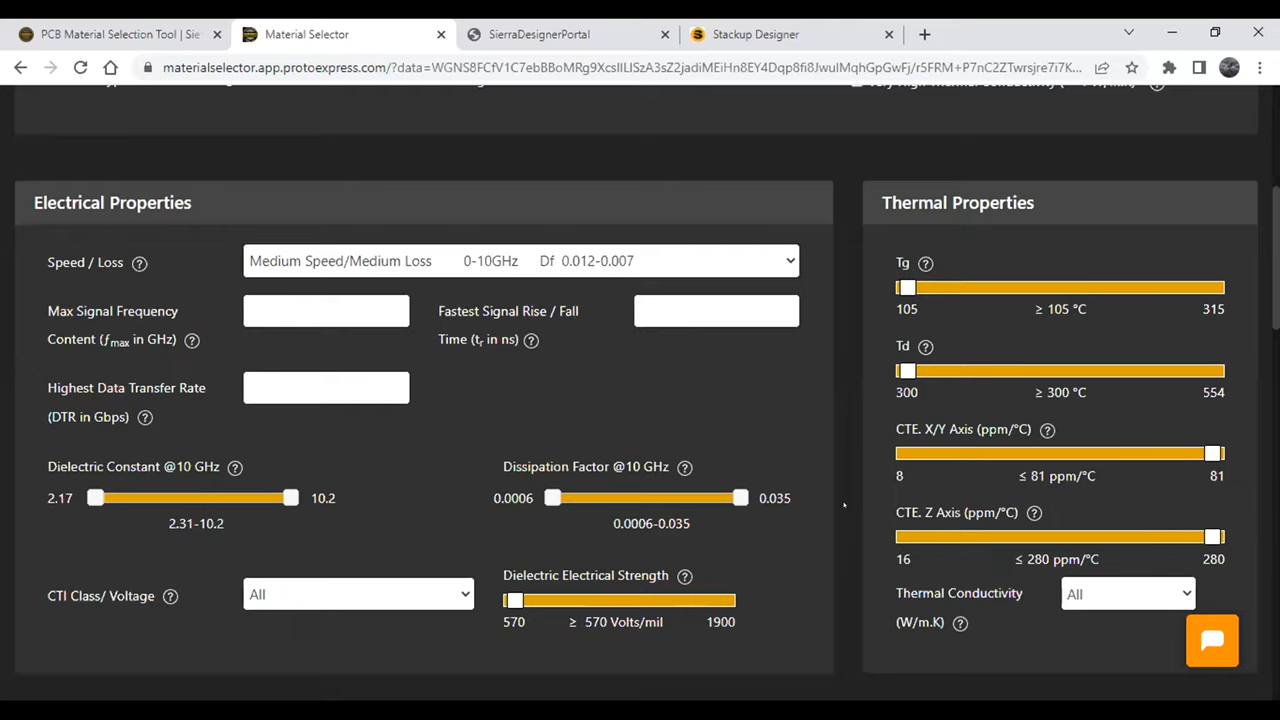 PCB Material Selection Tool | Sie
Material Selector
SierraDesignerPortal
Stackup Designer
materialselector.app.protoexpress.com/?data=
Electrical Properties
Speed / Loss
Medium Speed/Medium Loss 0-10GHz Df 0.012-0.007
Max Signal Frequency
Content (ƒmax in GHz)
Fastest Signal Rise / Fall
Time (tr in ns)
Highest Data Transfer Rate
(DTR in Gbps)
Dielectric Constant @10 GHz
2.17 10.2
2.31-10.2
Dissipation Factor @10 GHz
0.0006 0.035
0.0006-0.035
CTI Class/ Voltage
All
Dielectric Electrical Strength
570 ≥ 570 Volts/mil 1900
Thermal Properties
Tg
105 ≥ 105 °C 315
Td
300 ≥ 300 °C 554
CTE. X/Y Axis (ppm/°C)
8 ≤ 81 ppm/°C 81
CTE. Z Axis (ppm/°C)
16 ≤ 280 ppm/°C 280
Thermal Conductivity
(W/m.K)
All